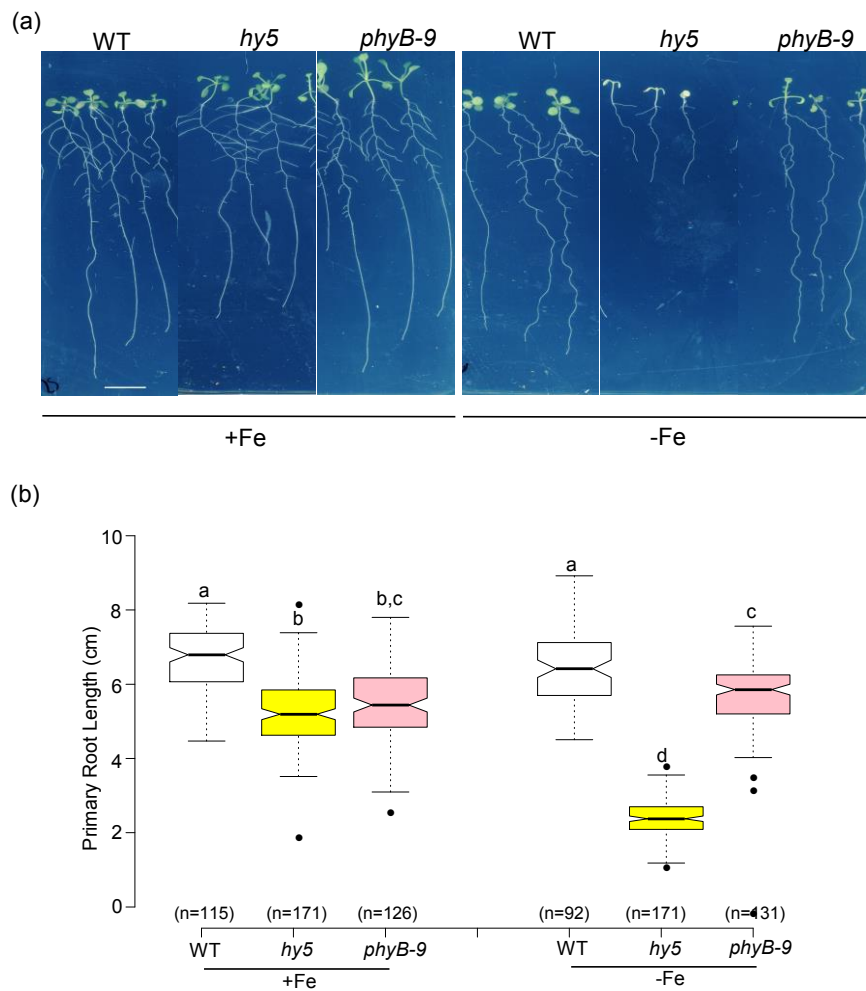 (a)
WT hy5 phyB-9 WT hy5 phyB-9
+Fe -Fe
(b)
Primary Root Length (cm)
10
8
6
4
2
0
a b b,c a d c
(n=115) (n=171) (n=126) (n=92) (n=171) (n=131)
WT hy5 phyB-9 WT hy5 phyB-9
+Fe -Fe